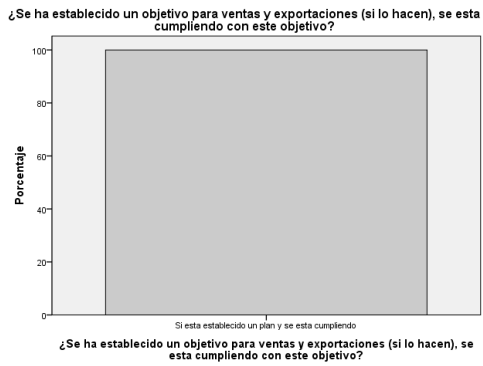 ¿Se ha establecido un objetivo para ventas y exportaciones (si lo hacen), se esta
cumpliendo con este objetivo?
100
80
60
40
20
0
Porcentaje
Si esta establecido un plan y se esta cumpliendo
¿Se ha establecido un objetivo para ventas y exportaciones (si lo hacen), se
esta cumpliendo con este objetivo?